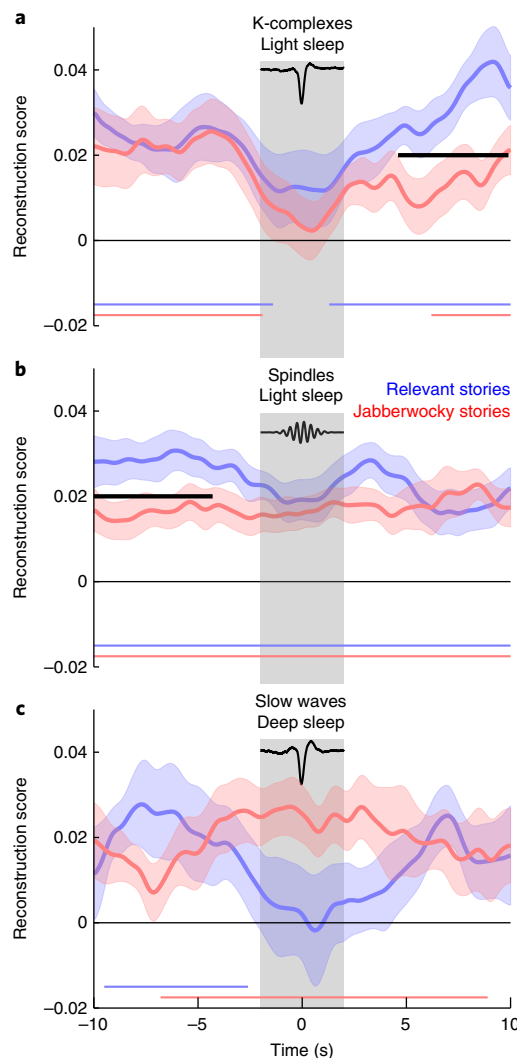 a
K-complexes
Light sleep
0.04
0.02
0
−0.02
Reconstruction score
b
Spindles
Light sleep
Relevant stories
Jabberwocky stories
0.04
0.02
0
−0.02
Reconstruction score
c
Slow waves
Deep sleep
0.04
0.02
0
−0.02
Reconstruction score
−10 −5 0 5 10
Time (s)